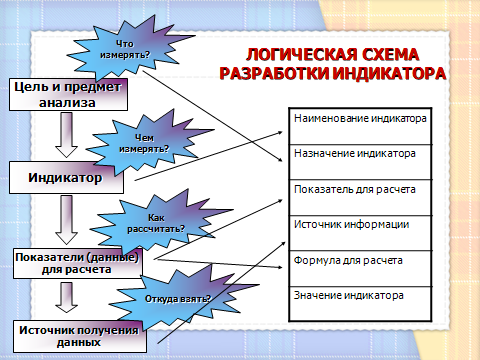 ЛОГИЧЕСКАЯ СХЕМА
РАЗРАБОТКИ ИНДИКАТОРА
Что
измерять?
Цель и предмет
анализа
Чем
измерять?
Индикатор
Как
рассчитать?
Показатели (данные)
для расчета
Откуда взять?
Источник получения
данных
Наименование индикатора
Назначение индикатора
Показатель для расчета
Источник информации
Формула для расчета
Значение индикатора